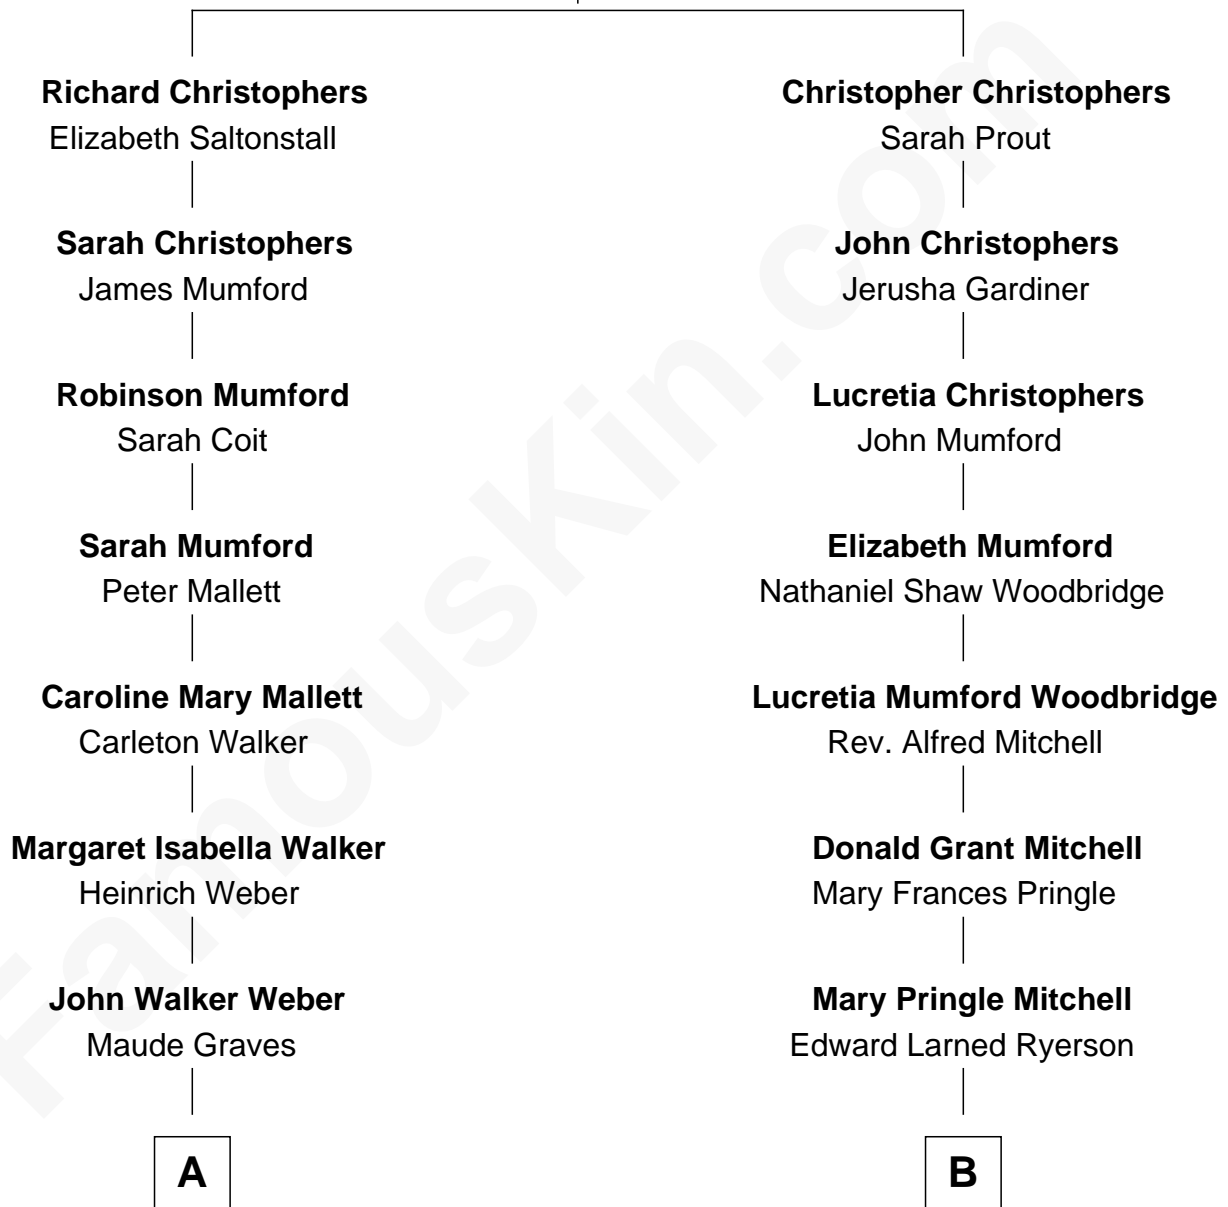 Richard Christophers
Elizabeth Saltonstall
Sarah Christophers
James Mumford
Robinson Mumford
Sarah Coit
Sarah Mumford
Peter Mallett
Caroline Mary Mallett
Carleton Walker
Margaret Isabella Walker
Heinrich Weber
John Walker Weber
Maude Graves
A
Christopher Christophers
Sarah Prout
John Christophers
Jerusha Gardiner
Lucretia Christophers
John Mumford
Elizabeth Mumford
Nathaniel Shaw Woodbridge
Lucretia Mumford Woodbridge
Rev. Alfred Mitchell
Donald Grant Mitchell
Mary Frances Pringle
Mary Pringle Mitchell
Edward Larned Ryerson
B
FamousKin.com